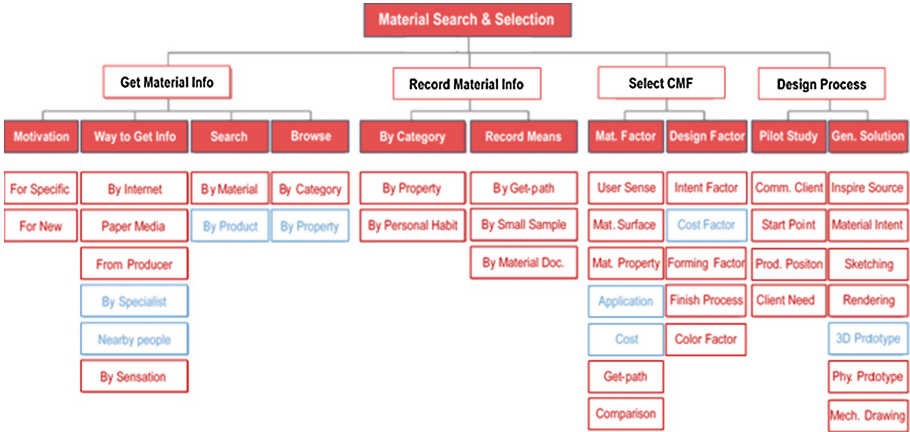 Material Search & Selection
Get Material Info
Record Material Info
Select CMF
Design Process
Motivation
Way to Get Info
Search
Browse
By Category
Record Means
Mat. Factor
Design Factor
Pilot Study
Gen. Solution
For Specific
By Internet
By Material
By Category
By Property
By Get-path
User Sense
Intent Factor
Comm. Client
Inspire Source
For New
Paper Media
By Product
By Property
By Personal Habit
By Small Sample
Mat. Surface
Cost Factor
Start Point
Material Intent
From Producer
By Material Doc.
Mat. Property
Forming Factor
Prod. Positon
Sketching
By Specialist
Application
Finish Process
Client Need
Rendering
Nearby people
Cost
Color Factor
3D Prototype
By Sensation
Get-path
Phy. Prototype
Comparison
Mech. Drawing